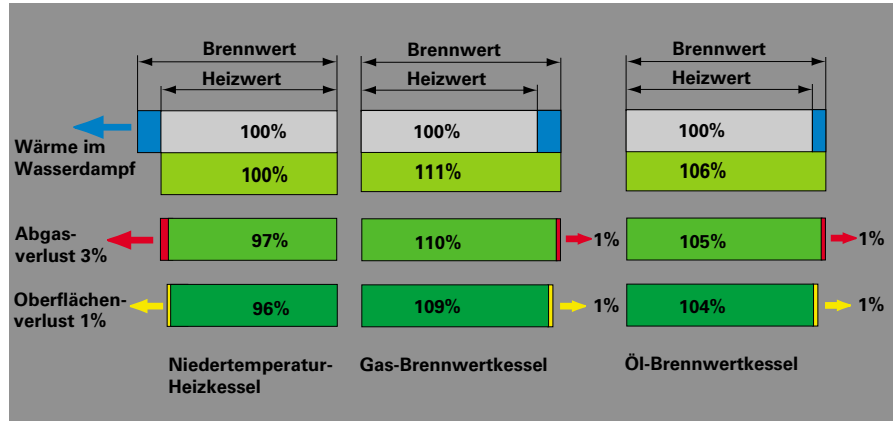 Brennwert
Brennwert
Brennwert
Heizwert
Heizwert
Heizwert
Wärme im
Wasserdampf
100%
100%
100%
100%
111%
106%
Abgas-
verlust 3%
97%
110%
1%
105%
1%
Oberflächen-
verlust 1%
96%
109%
1%
104%
1%
Niedertemperatur-
Heizkessel
Gas-Brennwertkessel
Öl-Brennwertkessel